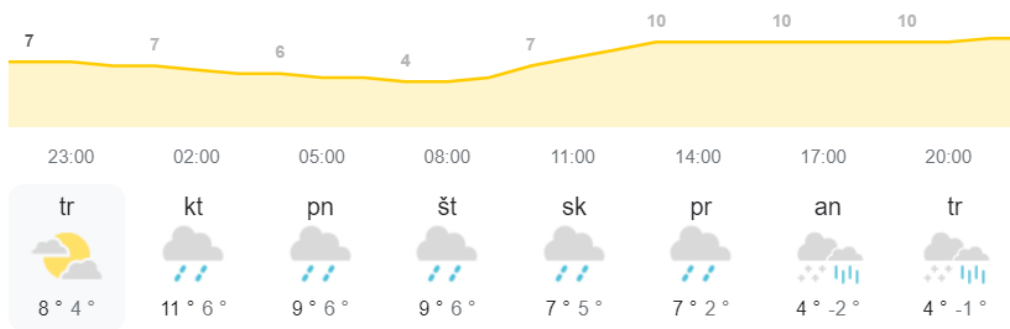 7 7 6 4 7 10 10 10
23:00 02:00 05:00 08:00 11:00 14:00 17:00 20:00
tr kt pn št sk pr an tr
8 ° 4 ° 11 ° 6 ° 9 ° 6 ° 9 ° 6 ° 7 ° 5 ° 7 ° 2 ° 4 ° -2 ° 4 ° -1 °